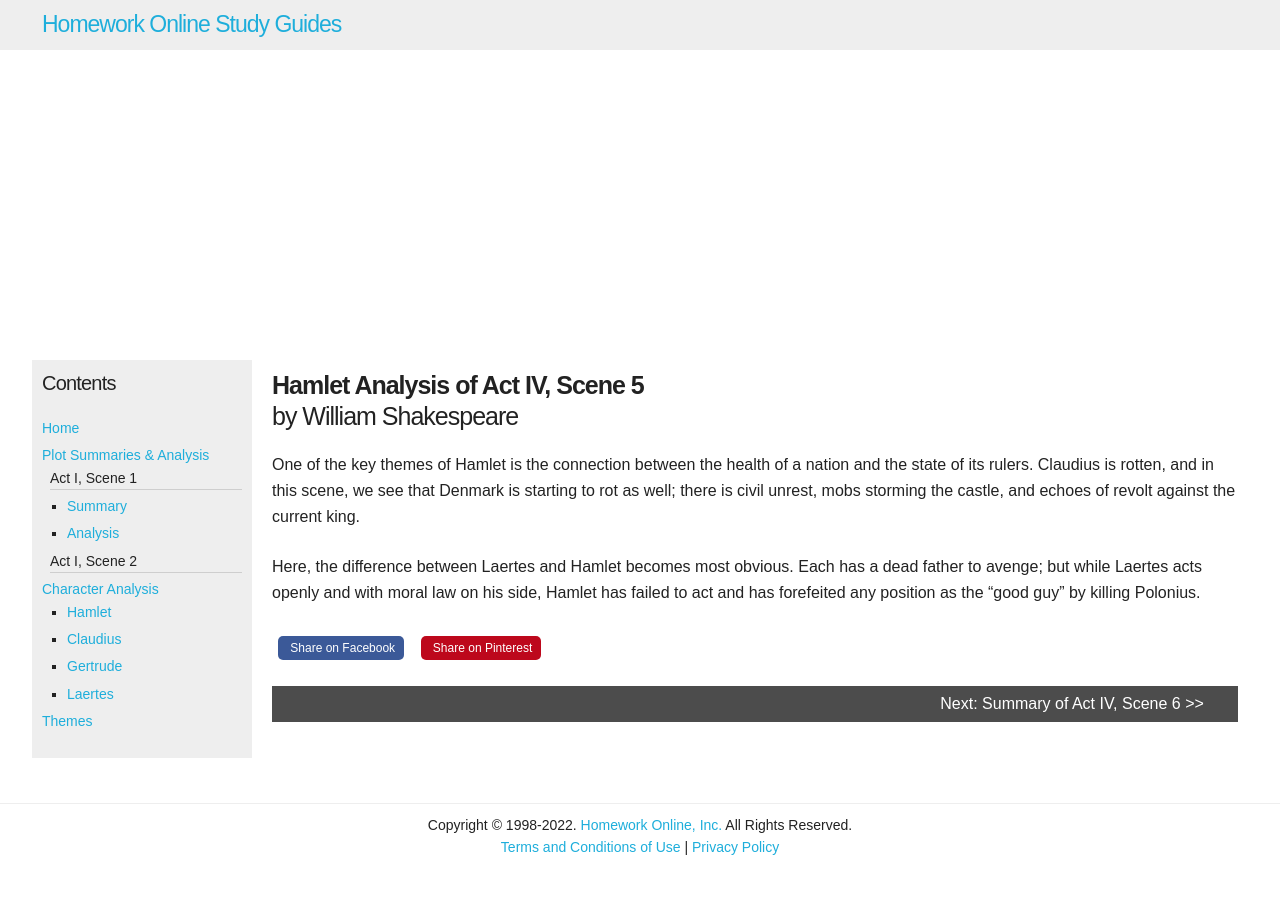 Homework Online Study Guides
Contents
Home
Plot Summaries & Analysis
Act I, Scene 1
Summary
Analysis
Act I, Scene 2
Character Analysis
Hamlet
Claudius
Gertrude
Laertes
Themes
Hamlet Analysis of Act IV, Scene 5
by William Shakespeare
One of the key themes of Hamlet is the connection between the health of a nation and the state of its rulers. Claudius is rotten, and in
this scene, we see that Denmark is starting to rot as well; there is civil unrest, mobs storming the castle, and echoes of revolt against the
current king.
Here, the difference between Laertes and Hamlet becomes most obvious. Each has a dead father to avenge; but while Laertes acts
openly and with moral law on his side, Hamlet has failed to act and has forefeited any position as the “good guy” by killing Polonius.
Share on Facebook Share on Pinterest
Next: Summary of Act IV, Scene 6 >>
Copyright © 1998-2022. Homework Online, Inc. All Rights Reserved.
Terms and Conditions of Use | Privacy Policy